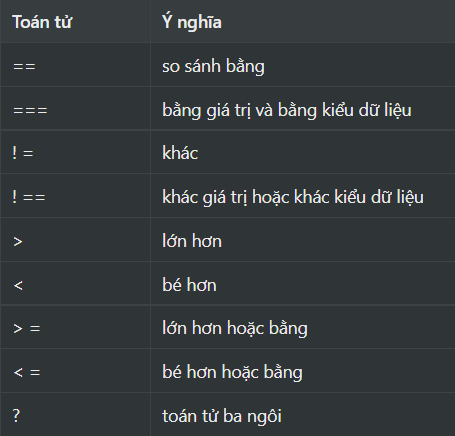 Toán tử Ý nghĩa
== so sánh bằng
=== bằng giá trị và bằng kiểu dữ liệu
! = khác
! == khác giá trị hoặc khác kiểu dữ liệu
> lớn hơn
< bé hơn
> = lớn hơn hoặc bằng
< = bé hơn hoặc bằng
? toán tử ba ngôi